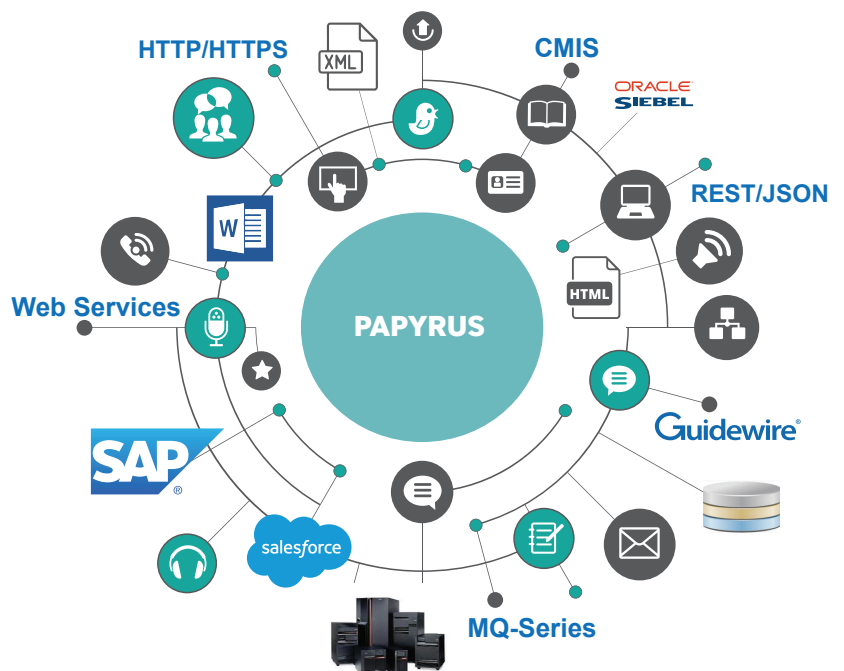 HTTP/HTTPS
XML
CMIS
ORACLE
SIEBEL
REST/JSON
W
HTML
Web Services
PAPYRUS
Guidewire®
SAP
®
salesforce
MQ-Series